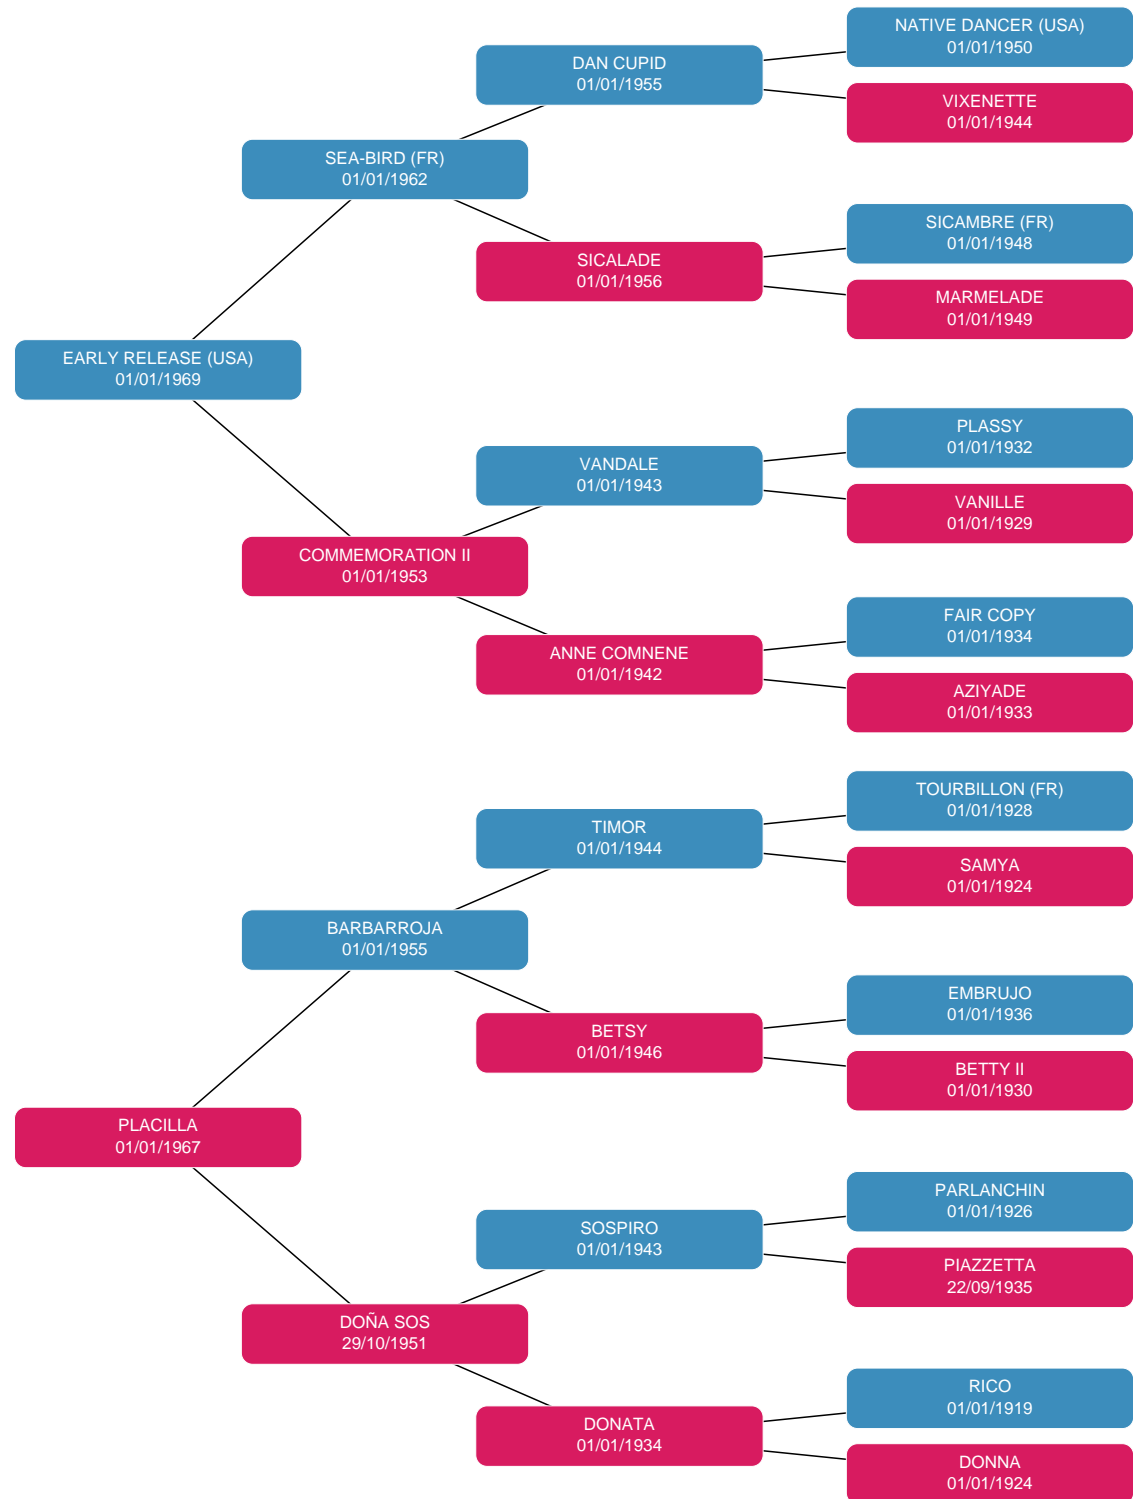 NATIVE DANCER (USA)
01/01/1950
DAN CUPID
01/01/1955
VIXENETTE
01/01/1944
SEA-BIRD (FR)
01/01/1962
SICAMBRE (FR)
01/01/1948
SICALADE
01/01/1956
MARMELADE
01/01/1949
EARLY RELEASE (USA)
01/01/1969
PLASSY
01/01/1932
VANDALE
01/01/1943
VANILLE
01/01/1929
COMMEMORATION II
01/01/1953
FAIR COPY
01/01/1934
ANNE COMNENE
01/01/1942
AZIYADE
01/01/1933
TOURBILLON (FR)
01/01/1928
TIMOR
01/01/1944
SAMYA
01/01/1924
BARBARROJA
01/01/1955
EMBRUJO
01/01/1936
BETSY
01/01/1946
BETTY II
01/01/1930
PLACILLA
01/01/1967
PARLANCHIN
01/01/1926
SOSPIRO
01/01/1943
PIAZZETTA
22/09/1935
DOÑA SOS
29/10/1951
RICO
01/01/1919
DONATA
01/01/1934
DONNA
01/01/1924